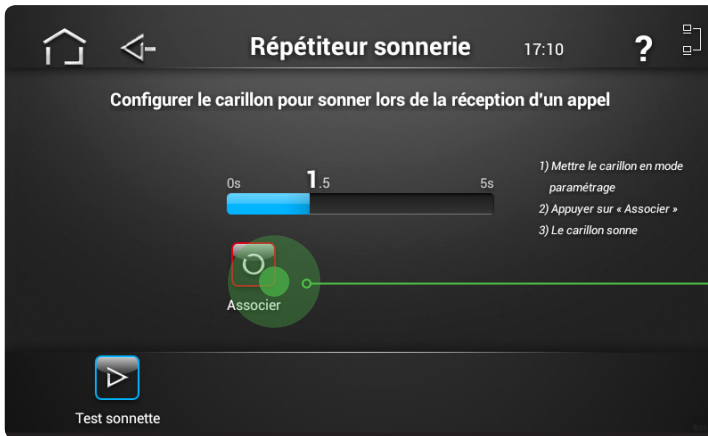 Répétiteur sonnerie 17:10 ?
Configurer le carillon pour sonner lors de la réception d'un appel
0s 1.5 5s
1) Mettre le carillon en mode
paramétrage
2) Appuyer sur « Associer »
3) Le carillon sonne
Associer
Test sonnette